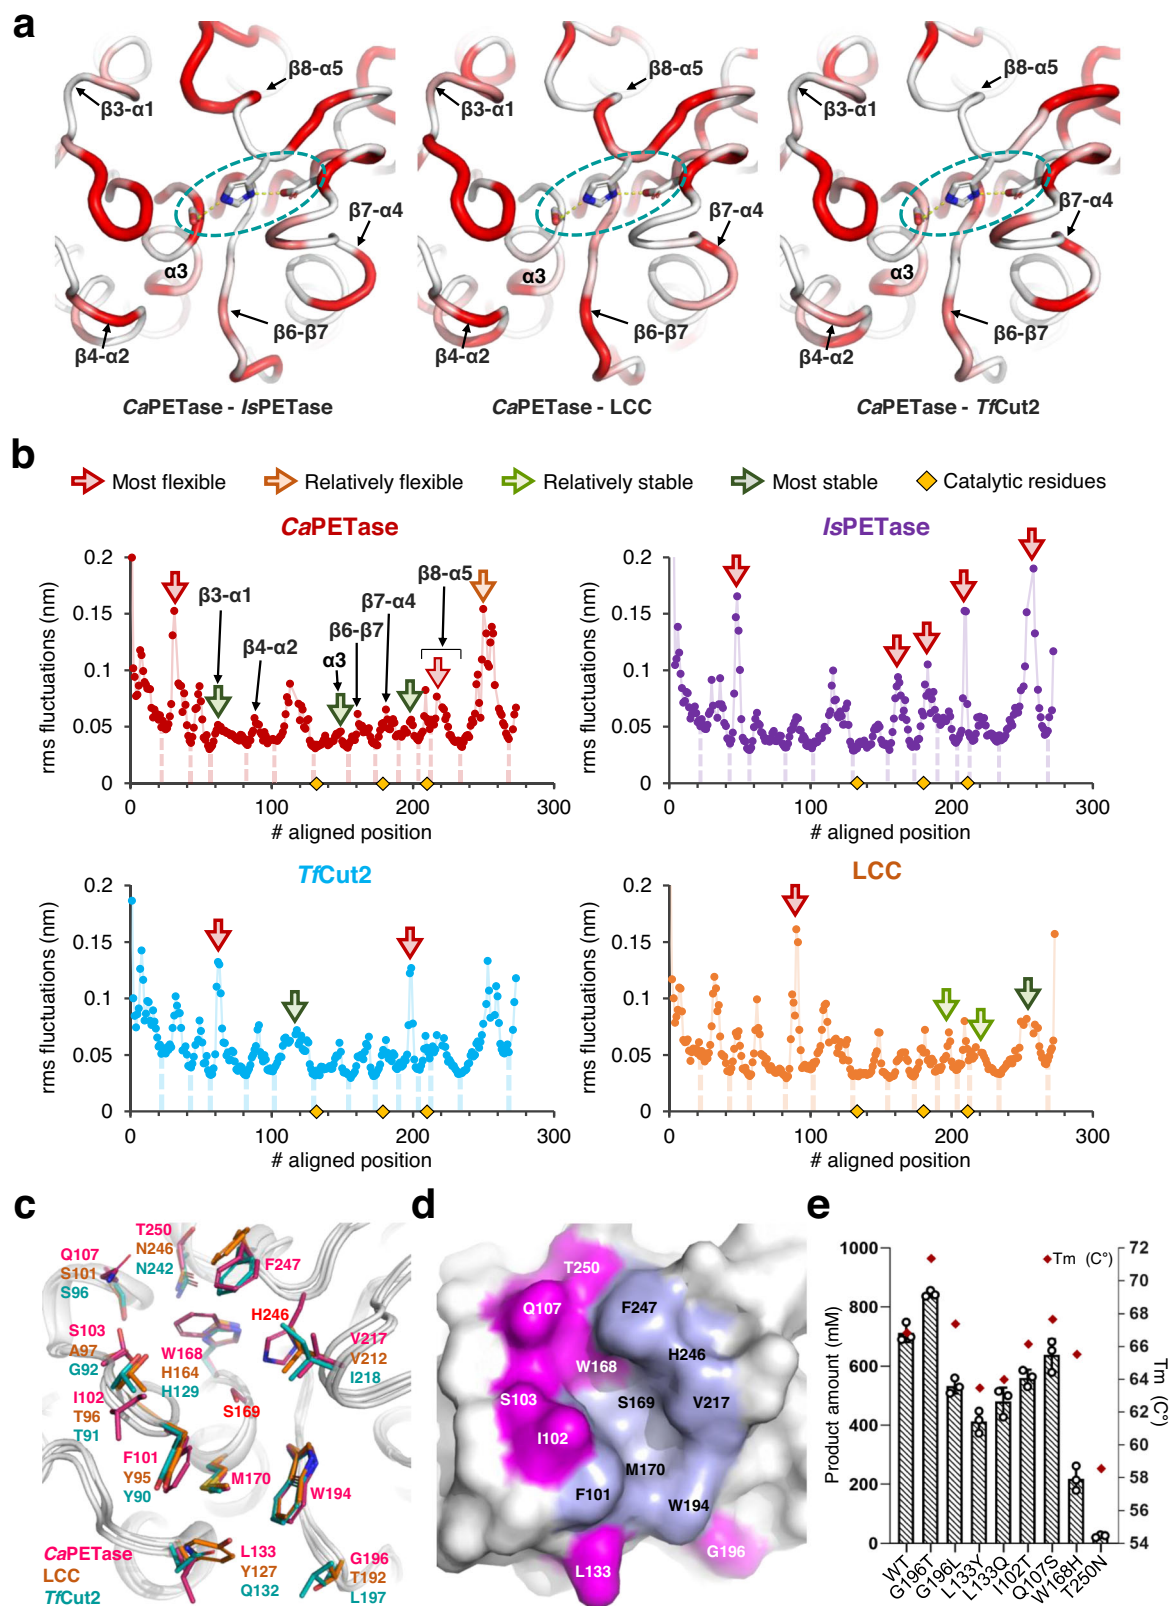 a
β8-α5
β3-α1
β7-α4
α3
β6-β7
β4-α2
CaPETase - IsPETase
β8-α5
β3-α1
β7-α4
α3
β6-β7
β4-α2
CaPETase - LCC
β8-α5
β3-α1
β7-α4
α3
β6-β7
β4-α2
CaPETase - TfCut2
b
Most flexible
Relatively flexible
Relatively stable
Most stable
Catalytic residues
CaPETase
rms fluctuations (nm)
0.2
0.15
0.1
0.05
0
β3-α1
β4-α2
α3
β6-β7
β7-α4
β8-α5
0
100
200
300
# aligned position
IsPETase
rms fluctuations (nm)
0.2
0.15
0.1
0.05
0
0
100
200
300
# aligned position
TfCut2
rms fluctuations (nm)
0.2
0.15
0.1
0.05
0
0
100
200
300
# aligned position
LCC
rms fluctuations (nm)
0.2
0.15
0.1
0.05
0
0
100
200
300
# aligned position
c
T250
N246
N242
Q107
S101
S96
F247
H246
S103
A97
G92
W168
H164
H129
V217
V212
I218
I102
T96
T91
S169
F101
Y95
Y90
M170
W194
L133
Y127
Q132
G196
T192
L197
CaPETase
LCC
TfCut2
d
T250
Q107
F247
H246
W168
S103
S169
V217
I102
M170
F101
W194
G196
L133
e
Product amount (mM)
1000
800
600
400
200
0
Tm (C°)
72
70
68
66
64
62
60
58
56
54
Tm (C°)
WT
G196T
G196L
L133Y
L133Q
I102T
Q107S
W168H
T250N